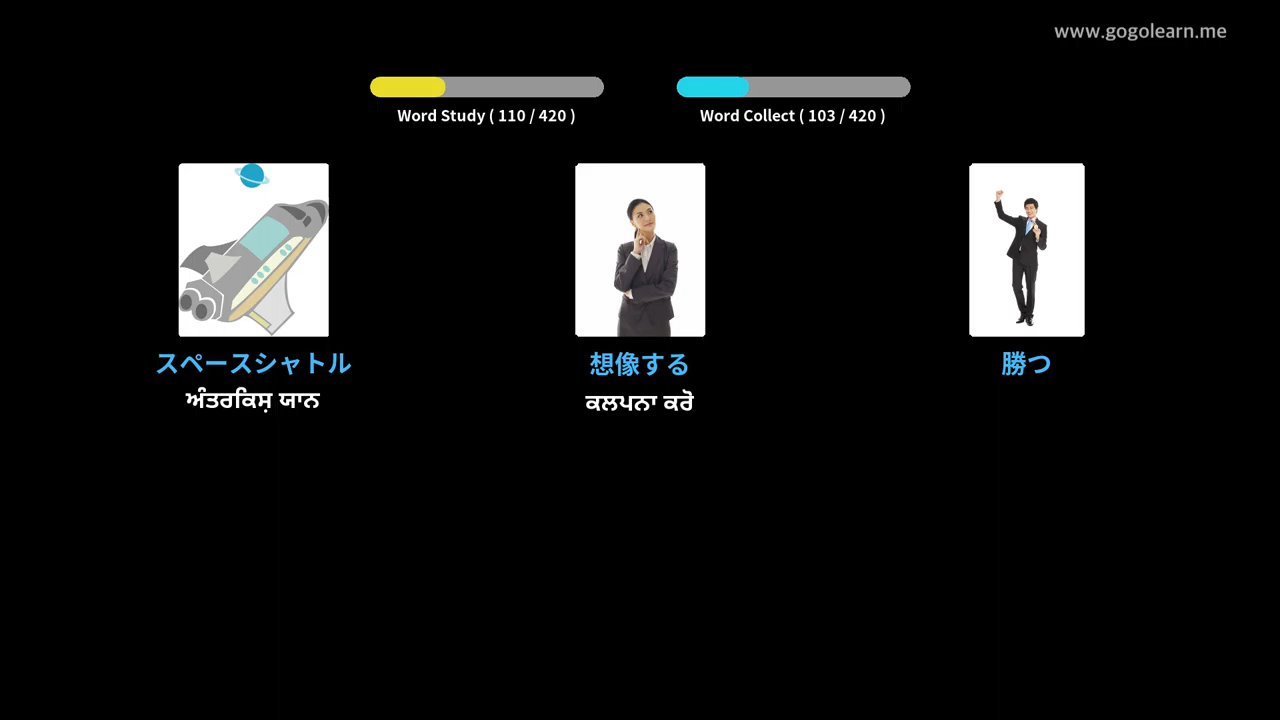 www.gogolearn.me
Word Study ( 110 / 420 )
Word Collect ( 103 / 420 )
スペースシャトル
想像する
勝つ
ਅੰਤਰਕਿਸ਼ ਯਾਨ
ਕਲਪਨਾ ਕਰੋ